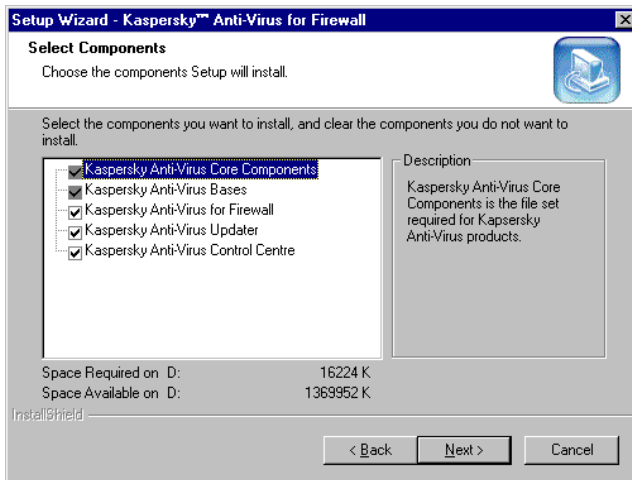 Setup Wizard - Kaspersky™ Anti-Virus for Firewall
Select Components
Choose the components Setup will install.
Select the components you want to install, and clear the components you do not want to
install.
Kaspersky Anti-Virus Core Components
Kaspersky Anti-Virus Bases
Kaspersky Anti-Virus for Firewall
Kaspersky Anti-Virus Updater
Kaspersky Anti-Virus Control Centre
Description
Kaspersky Anti-Virus Core
Components is the file set
required for Kapsersky
Anti-Virus products.
Space Required on D: 16224 K
Space Available on D: 1369952 K
InstallShield
< Back Next > Cancel